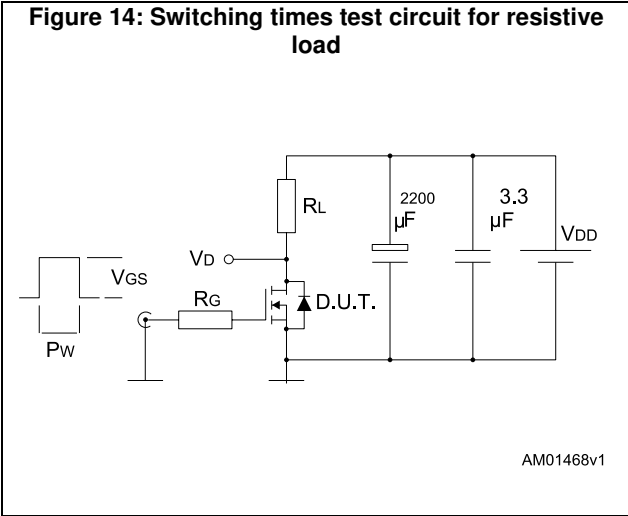 Figure 14: Switching times test circuit for resistive
load
RL
2200
µF
3.3
µF
VDD
VD
VGS
RG
D.U.T.
PW
AM01468v1